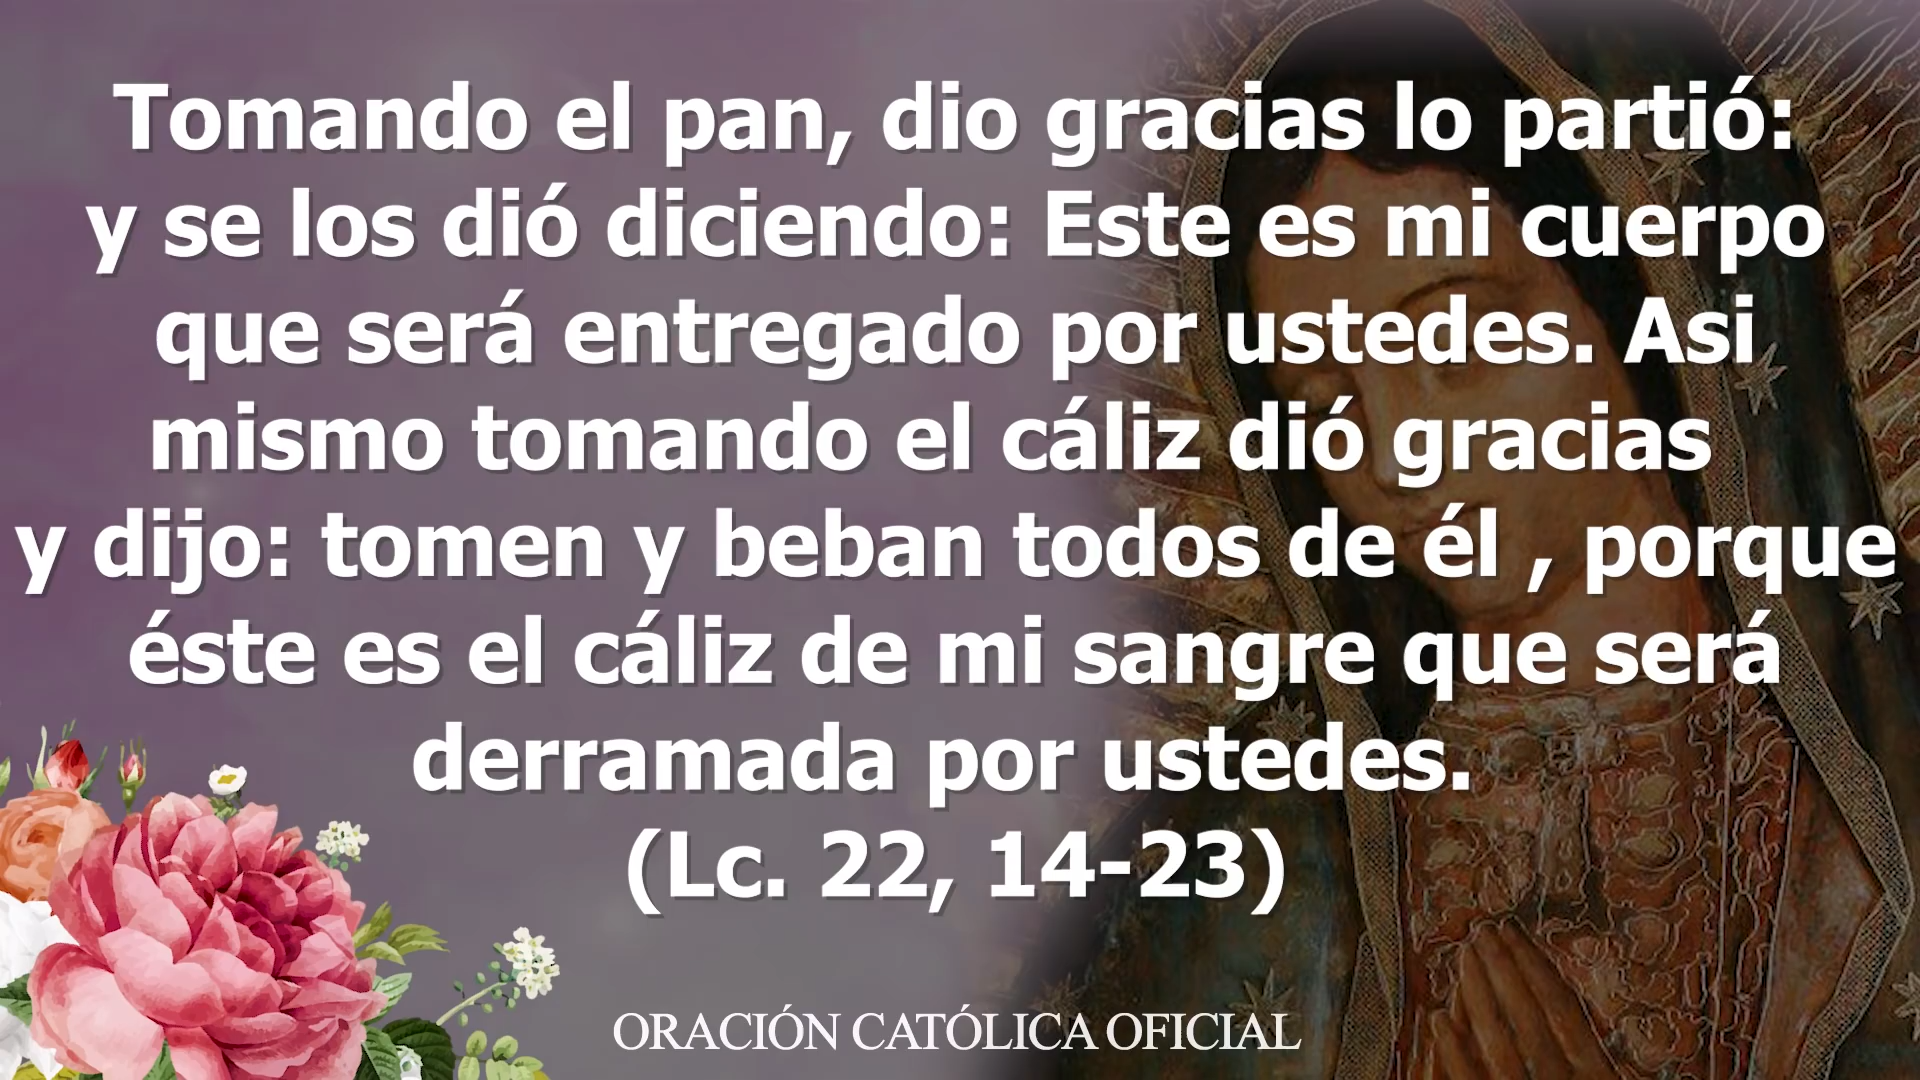 Tomando el pan, dio gracias lo partió:
y se los dió diciendo: Este es mi cuerpo
que será entregado por ustedes. Asi
mismo tomando el cáliz dió gracias
y dijo: tomen y beban todos de él , porque
éste es el cáliz de mi sangre que será
derramada por ustedes.
(Lc. 22, 14-23)
ORACIÓN CATÓLICA OFICIAL